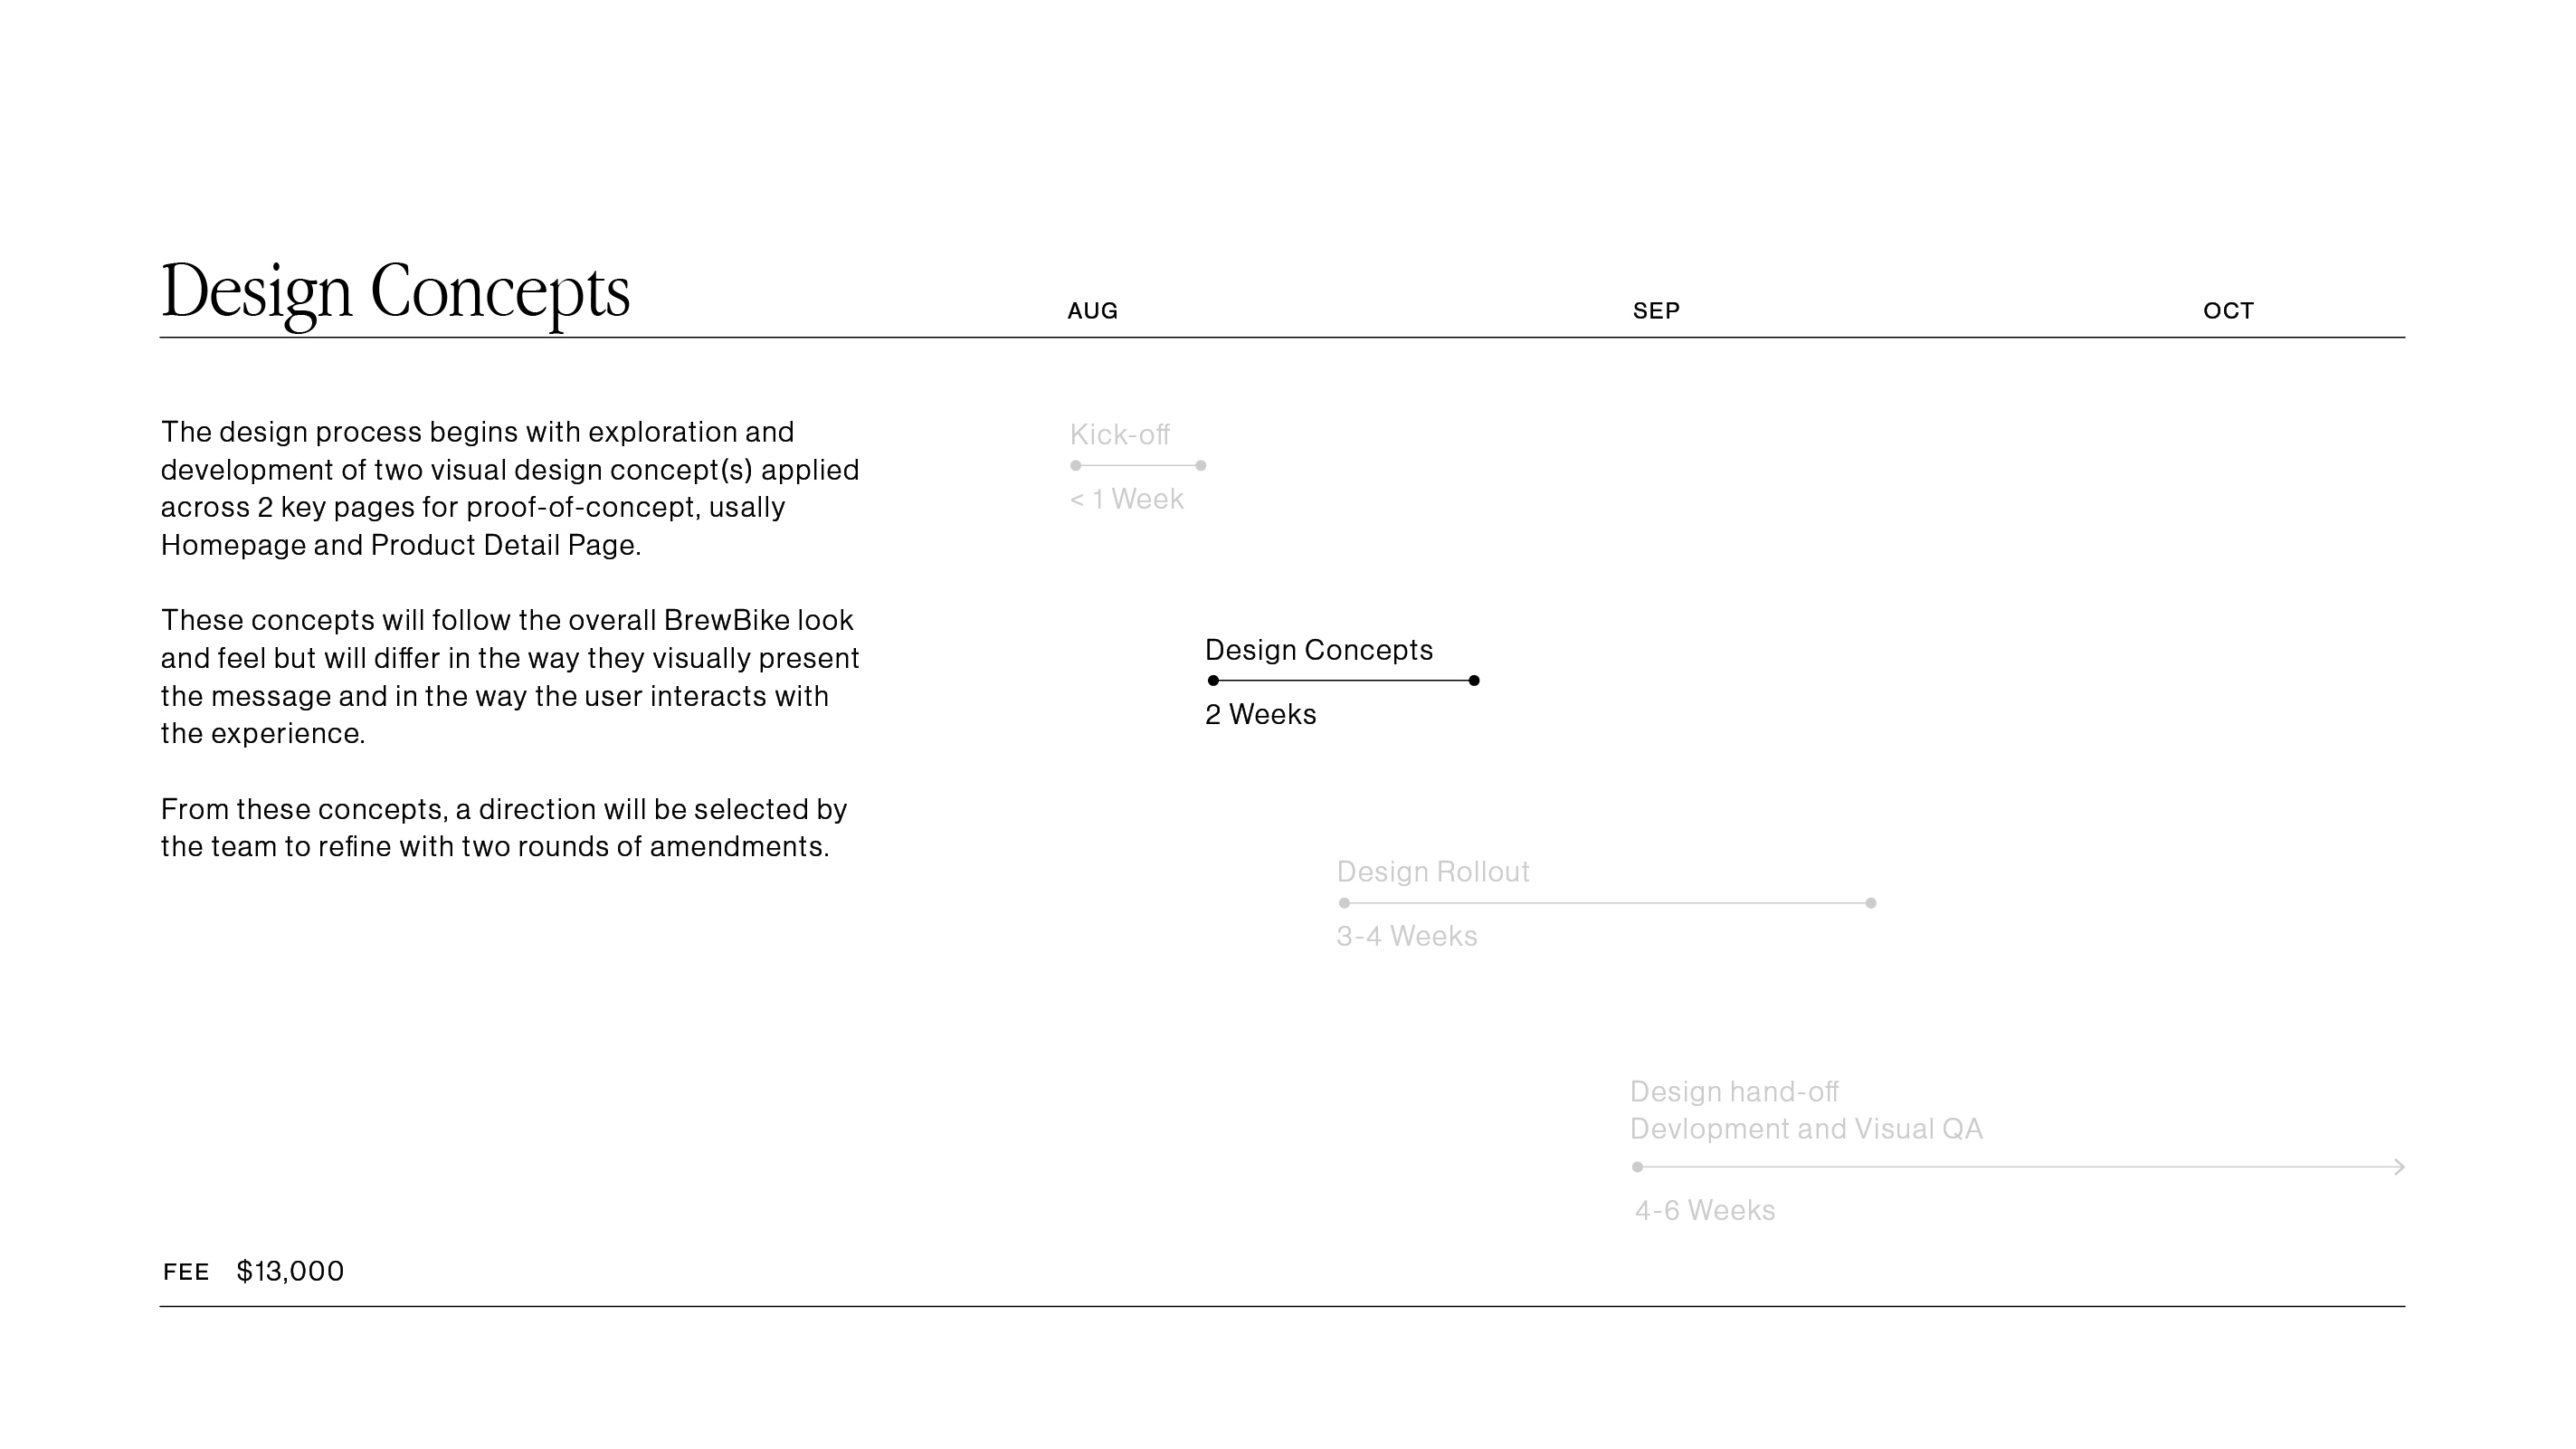 Design Concepts
AUG
SEP
OCT
The design process begins with exploration and
development of two visual design concept(s) applied
across 2 key pages for proof-of-concept, usally
Homepage and Product Detail Page.
These concepts will follow the overall BrewBike look
and feel but will differ in the way they visually present
the message and in the way the user interacts with
the experience.
From these concepts, a direction will be selected by
the team to refine with two rounds of amendments.
Kick-off
< 1 Week
Design Concepts
2 Weeks
Design Rollout
3-4 Weeks
Design hand-off
Devlopment and Visual QA
4-6 Weeks
FEE $13,000